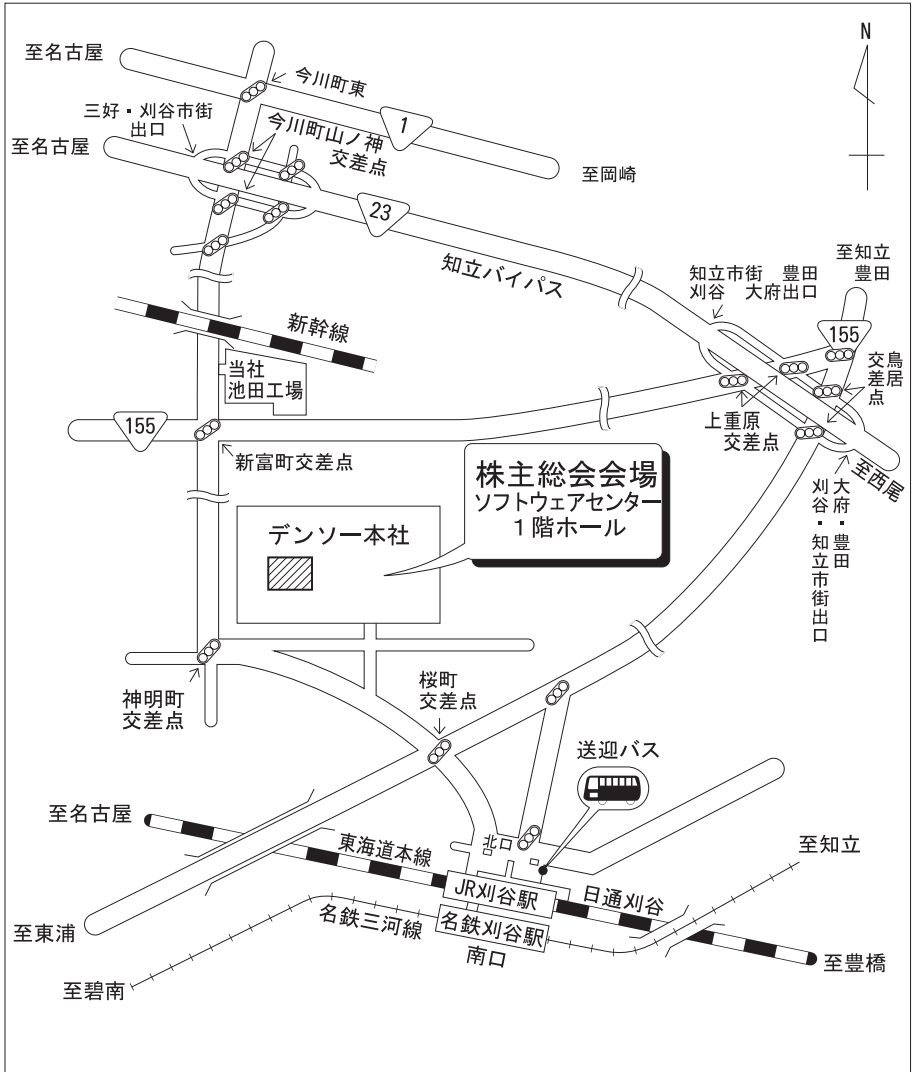 N
至名古屋
今川町東
三好・刈谷市街
出口
今川町山ノ神
交差点
1
至名古屋
至岡崎
23
知立バイパス
至知立
豊田
知立市街　豊田
刈谷　大府出口
155
新幹線
当社
池田工場
鳥居
交差点
上重原
交差点
155
新富町交差点
至西尾
株主総会会場
ソフトウェアセンター
1階ホール
大府・豊田
刈谷・知立市街出口
デンソー本社
神明町
交差点
桜町
交差点
送迎バス
至名古屋
東海道本線
北口
至知立
JR刈谷駅
日通刈谷
名鉄三河線
名鉄刈谷駅
南口
至東浦
至碧南
至豊橋